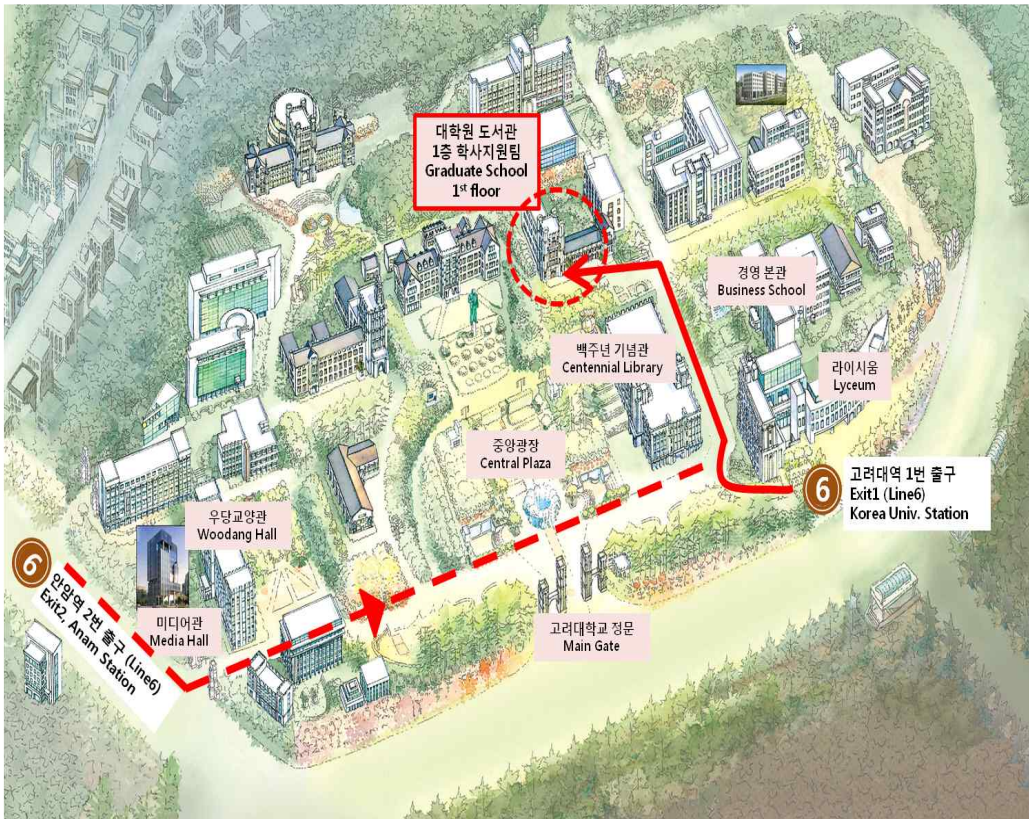 대학원 도서관
1층 학사지원팀
Graduate School
1st floor
경영 본관
Business School
백주년 기념관
Centennial Library
라이시움
Lyceum
중앙광장
Central Plaza
6
고려대역 1번 출구
Exit1 (Line6)
Korea Univ. Station
우당교양관
Woodang Hall
6
안암역 2번 출구 (Line6)
Exit2, Anam Station
미디어관
Media Hall
고려대학교 정문
Main Gate